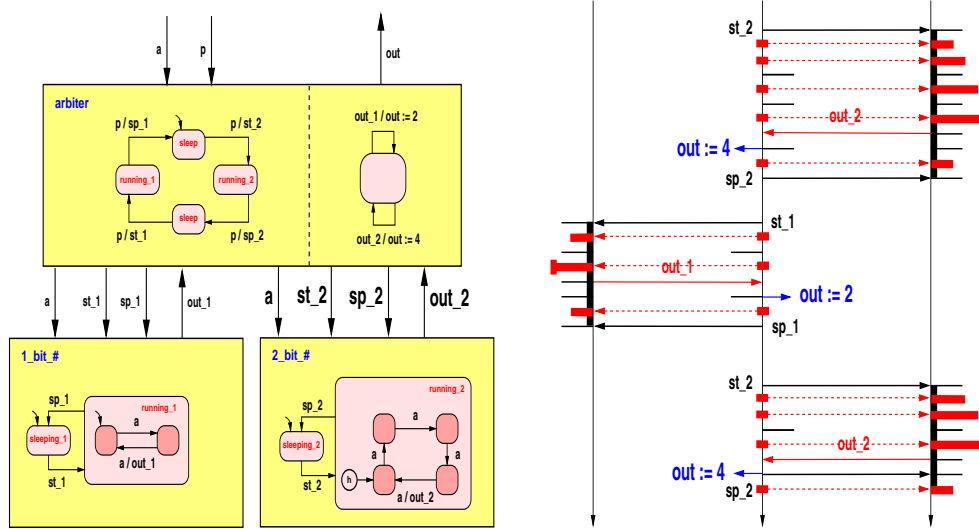 a
p
out
arbiter
out_1 / out := 2
p / sp_1
p / st_2
sleep
running_1
running_2
sleep
p / st_1
p / sp_2
out_2 / out := 4
a
st_1
sp_1
out_1
a
st_2
sp_2
out_2
1_bit_#
running_1
sp_1
a
sleeping_1
a / out_1
st_1
2_bit_#
running_2
sp_2
a
sleeping_2
a
a
st_2
h
a / out_2
st_2
out_2
out := 4
sp_2
st_1
out_1
out := 2
sp_1
st_2
out_2
out := 4
sp_2